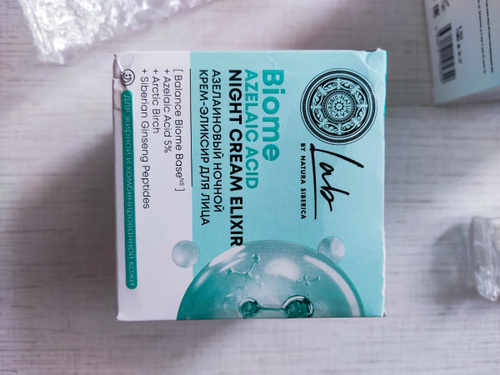 Lab
BY NATURA SIBERICA
Biome
AZELAIC ACID
NIGHT CREAM ELIXIR
АЗЕЛАИНОВЫЙ НОЧНОЙ
КРЕМ-ЭЛИКСИР ДЛЯ ЛИЦА
[ Balance Biome Base^NS ]
+ Azelaic Acid 5%
+ Arctic Birch
+ Siberian Ginseng Peptides
ДЛЯ ЖИРНОЙ И КОМБИНИРОВАННОЙ КОЖИ